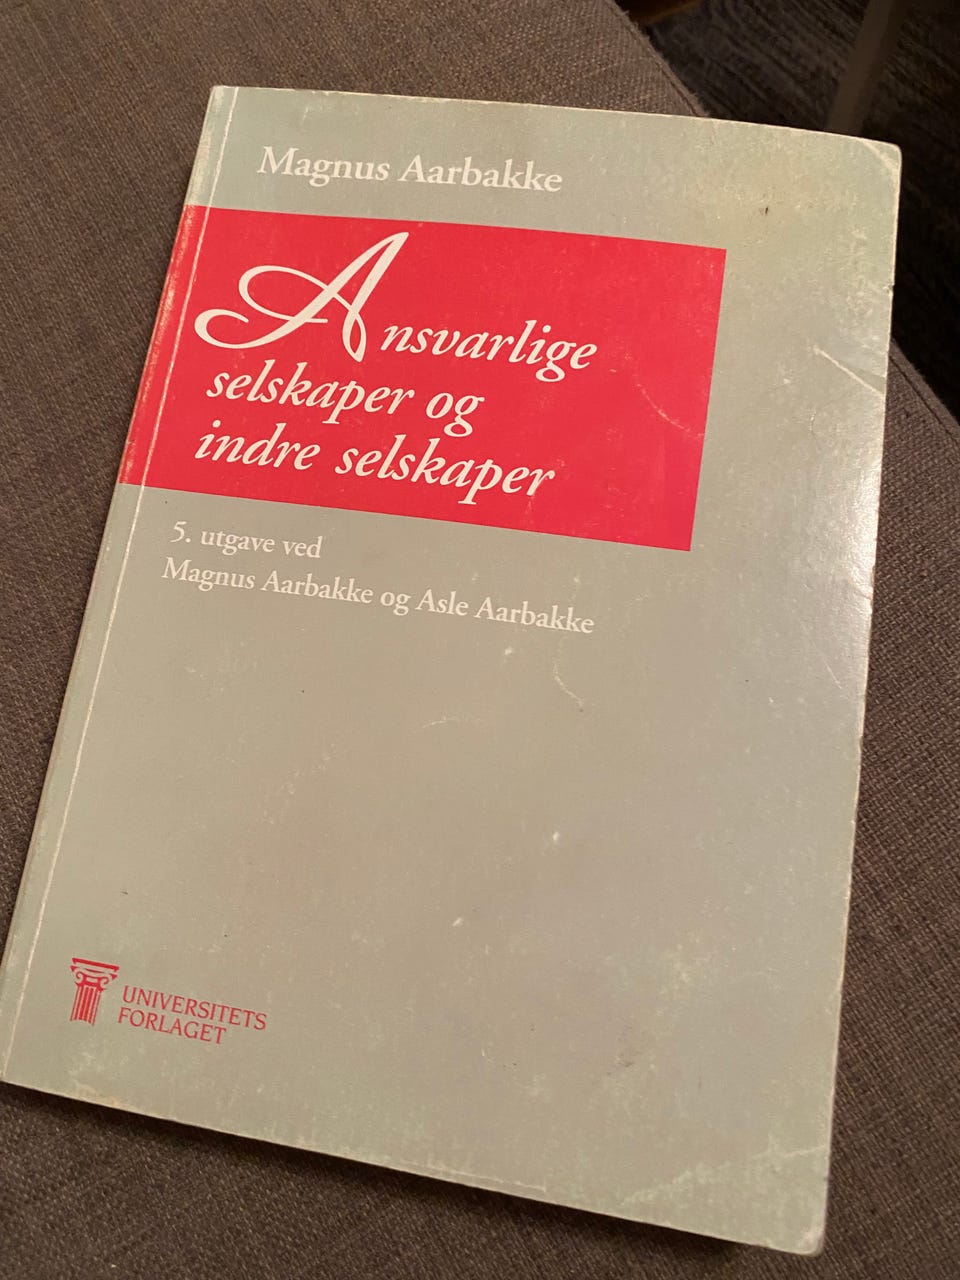 Magnus Aarbakke
Ansvarlige
selskaper og
indre selskaper
5. utgave ved
Magnus Aarbakke og Asle Aarbakke
UNIVERSITETS
FORLAGET